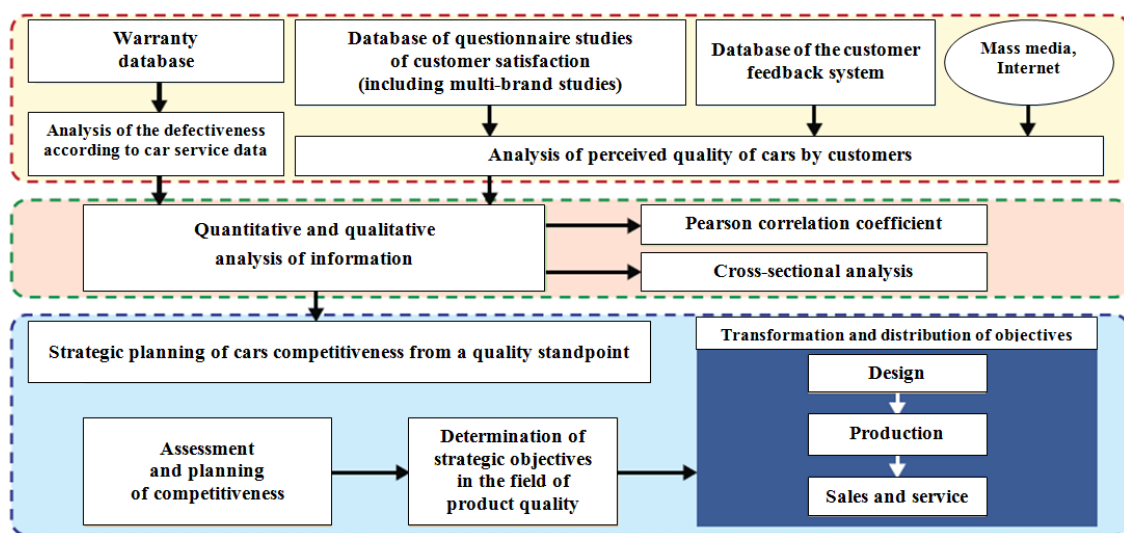 Warranty
database
Database of questionnaire studies
of customer satisfaction
(including multi-brand studies)
Database of the customer
feedback system
Mass media,
Internet
Analysis of the defectiveness
according to car service data
Analysis of perceived quality of cars by customers
Quantitative and qualitative
analysis of information
Pearson correlation coefficient
Cross-sectional analysis
Strategic planning of cars competitiveness from a quality standpoint
Transformation and distribution of objectives
Design
Production
Sales and service
Assessment
and planning
of competitiveness
Determination of
strategic objectives
in the field of
product quality